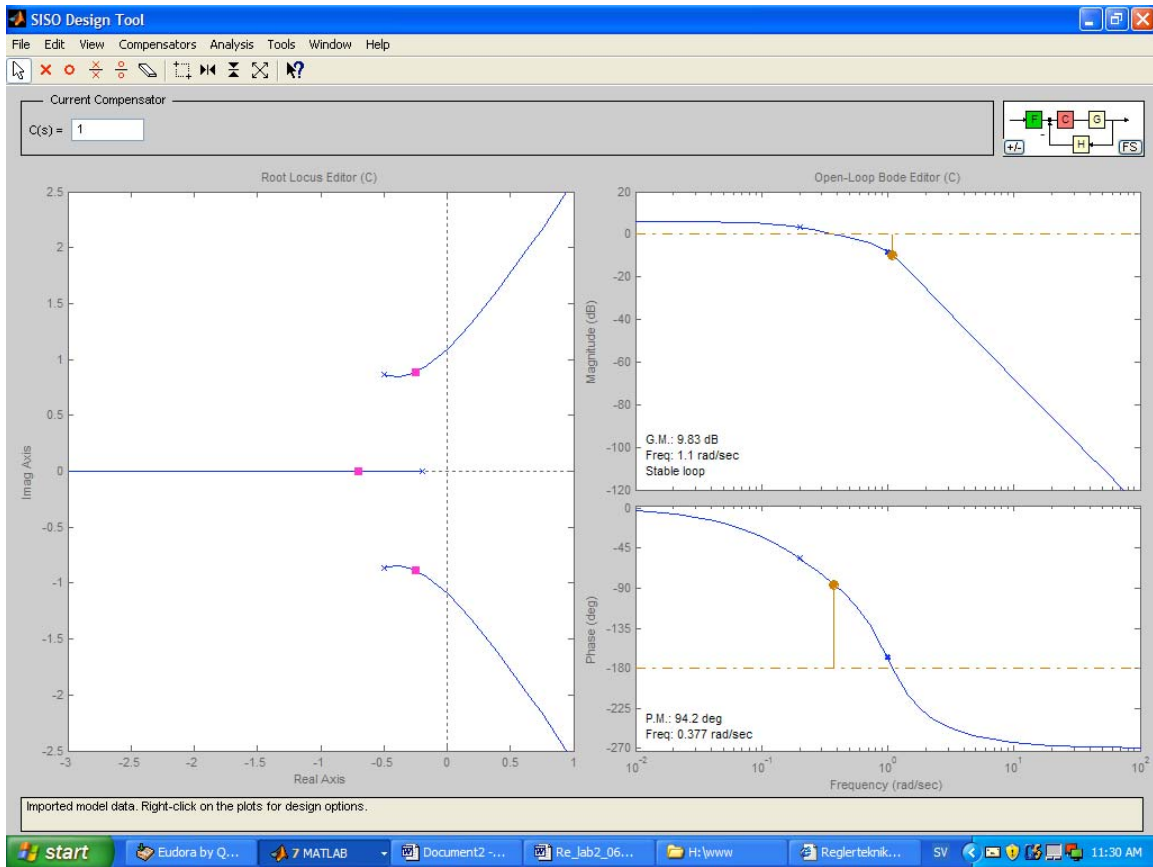 SISO Design Tool
File Edit View Compensators Analysis Tools Window Help
Current Compensator
C(s) = 1
F C G
H
+/- FS
Root Locus Editor (C)
2.5
2
1.5
1
0.5
0
-0.5
-1
-1.5
-2
-2.5
Imag Axis
-3 -2.5 -2 -1.5 -1 -0.5 0 0.5 1
Real Axis
Open-Loop Bode Editor (C)
20
0
-20
-40
-60
-80
-100
-120
Magnitude (dB)
G.M.: 9.83 dB
Freq: 1.1 rad/sec
Stable loop
0
-45
-90
-135
-180
-225
-270
Phase (deg)
P.M.: 94.2 deg
Freq: 0.377 rad/sec
10^-2 10^-1 10^0 10^1 10^2
Frequency (rad/sec)
Imported model data. Right-click on the plots for design options.
start Eudora by Q... 7 MATLAB Document2 -... Re_lab2_06... H:\www Reglerteknik... SV 11:30 AM